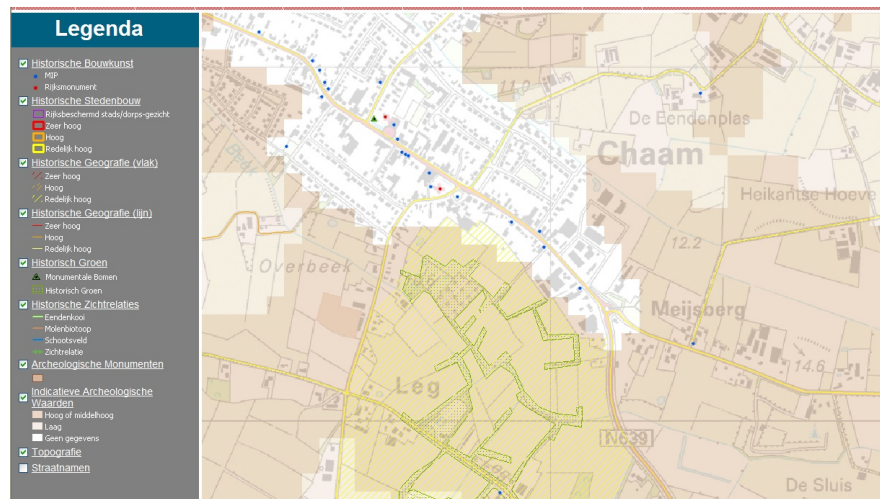 Legenda
Historische Bouwkunst
MIP
Rijksmonument
Historische Stedenbouw
Rijksbeschermd stads/dorps-gezicht
Zeer hoog
Hoog
Redelijk hoog
Historische Geografie (vlak)
Zeer hoog
Hoog
Redelijk hoog
Historische Geografie (lijn)
Zeer hoog
Hoog
Redelijk hoog
Historisch Groen
Monumentale Bomen
Historisch Groen
Historische Zichtrelaties
Eendenkooi
Molenbiotoop
Schootsveld
Zichtrelatie
Archeologische Monumenten
Indicatieve Archeologische
Waarden
Hoog of middelhoog
Laag
Geen gegevens
Topografie
Straatnamen
De Eendenplas
Chaam
Heikantse Hoeve
12.2
Overbeek
Meijsberg
14.6
Leg
N639
De Sluis